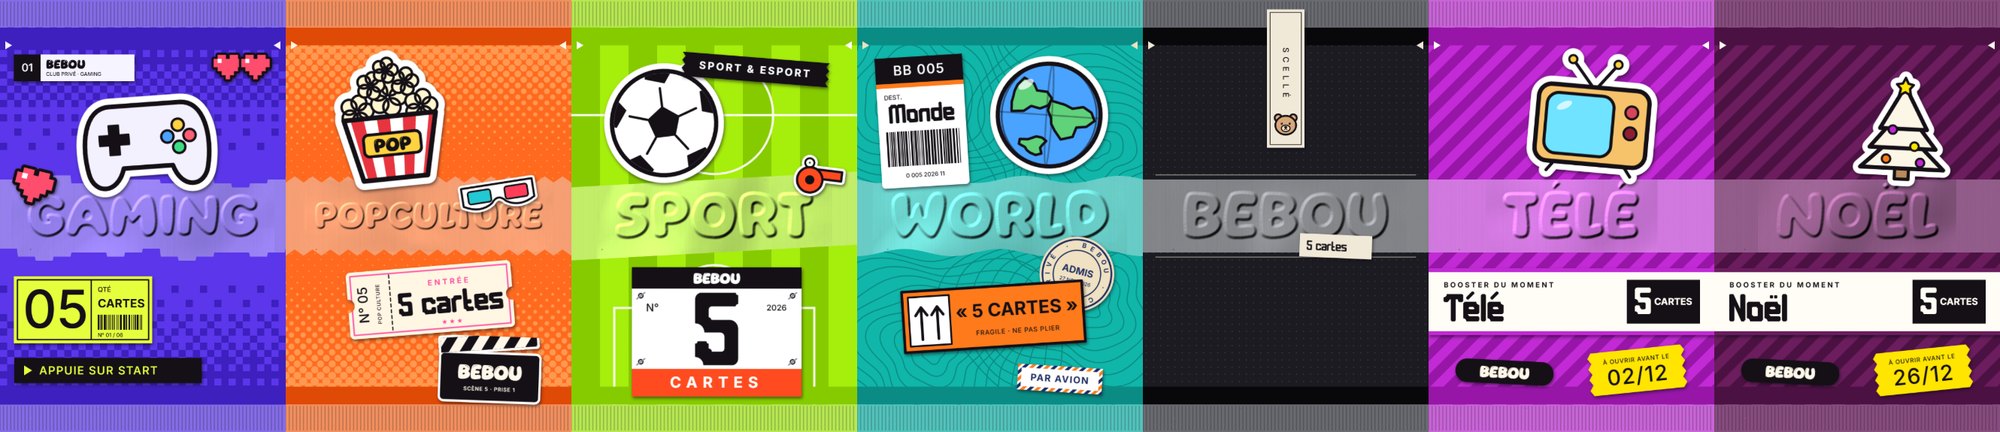 01 BEBOU
CLUB PRIVÉ · GAMING
GAMING
05
QTÉ
CARTES
N° 01 / 06
▶ APPUIE SUR START
POP
POPCULTURE
N° 05
POP CULTURE
ENTRÉE
5 cartes
★★★
BEBOU
SCÈNE 5 · PRISE 1
SPORT & ESPORT
SPORT
BEBOU
N°
5
2026
CARTES
BB 005
DEST.
Monde
0 005 2026 11
WORLD
BEBOU
ADMIS
« 5 CARTES »
FRAGILE · NE PAS PLIER
PAR AVION
SCELLÉ
BEBOU
5 cartes
TÉLÉ
BOOSTER DU MOMENT
Télé
5 CARTES
BEBOU
À OUVRIR AVANT LE
02/12
NOËL
BOOSTER DU MOMENT
Noël
5 CARTES
BEBOU
À OUVRIR AVANT LE
26/12